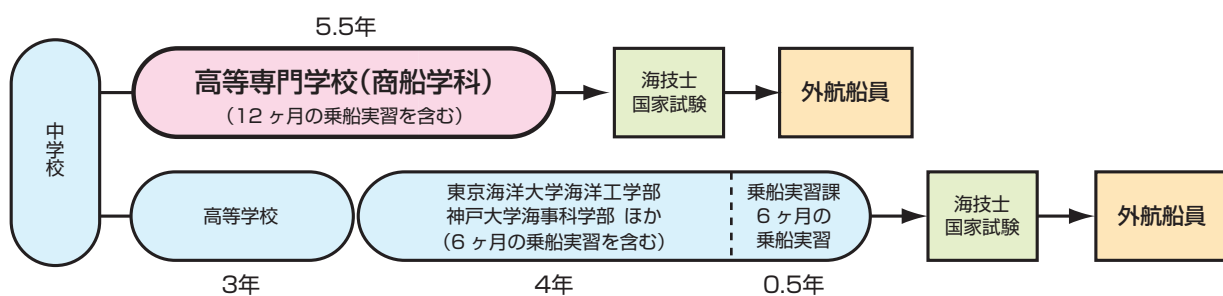 5.5年
中学校
高等専門学校(商船学科)
(12 ヶ月の乗船実習を含む)
海技士
国家試験
外航船員
高等学校
東京海洋大学海洋工学部
神戸大学海事科学部 ほか
(6 ヶ月の乗船実習を含む)
乗船実習課
6 ヶ月の
乗船実習
海技士
国家試験
外航船員
3年
4年
0.5年